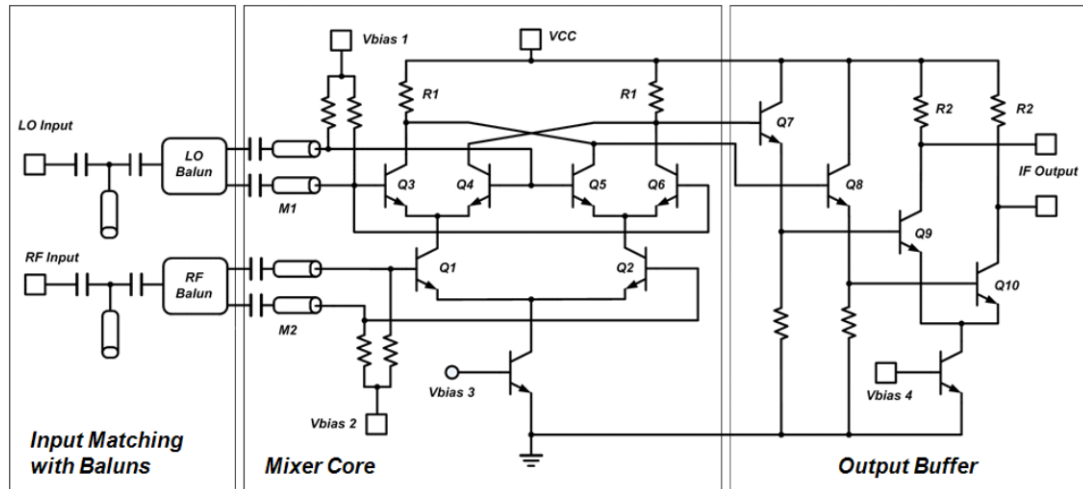 Vbias 1
VCC
R1
R1
Q7
R2
R2
LO Input
LO
Balun
M1
Q3
Q4
Q5
Q6
Q8
IF Output
Q9
RF Input
RF
Balun
M2
Q1
Q2
Q10
Vbias 3
Vbias 4
Vbias 2
Input Matching
with Baluns
Mixer Core
Output Buffer